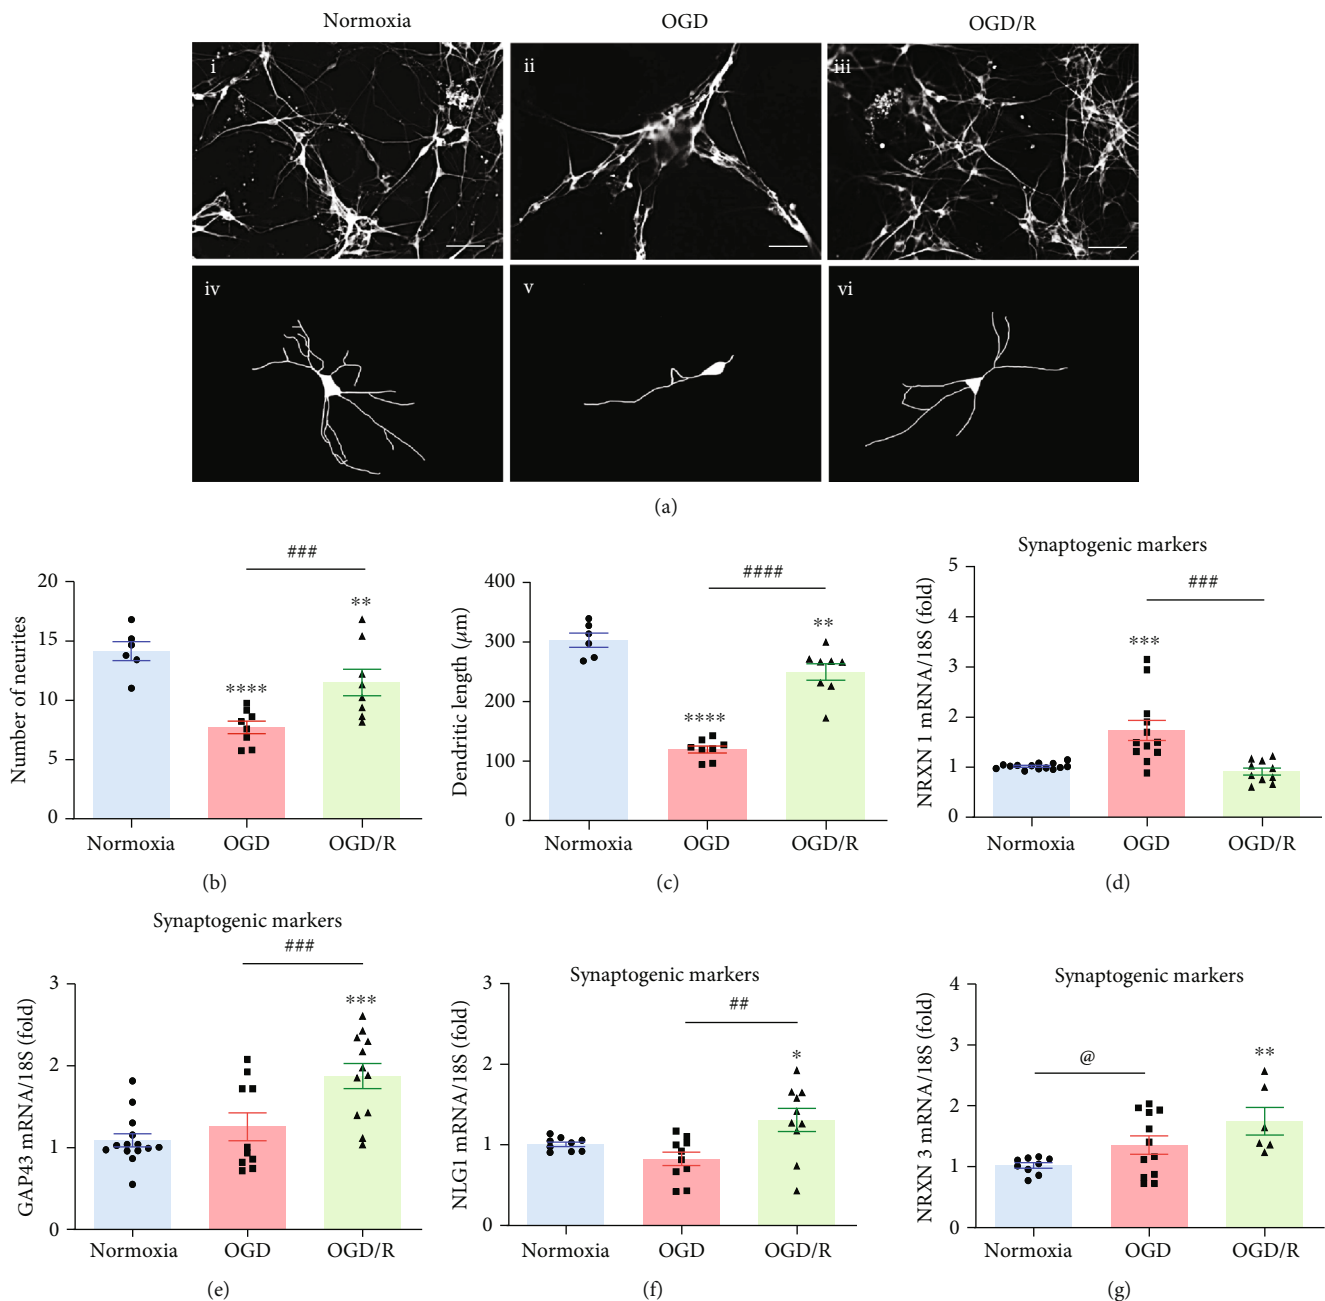 Normoxia OGD OGD/R
i ii iii
iv v vi
(a)
###
20
15
10
5
0
Number of neurites
****
**
Normoxia OGD OGD/R
(b)
####
400
300
200
100
0
Dendritic length (μm)
****
**
Normoxia OGD OGD/R
(c)
Synaptogenic markers
5
4
3
2
1
0
NRXN 1 mRNA/18S (fold)
###
***
Normoxia OGD OGD/R
(d)
Synaptogenic markers
###
3
2
1
0
GAP43 mRNA/18S (fold)
***
Normoxia OGD OGD/R
(e)
Synaptogenic markers
##
3
2
1
0
NLG1 mRNA/18S (fold)
*
Normoxia OGD OGD/R
(f)
Synaptogenic markers
4
3
2
1
0
NRXN 3 mRNA/18S (fold)
@
**
Normoxia OGD OGD/R
(g)